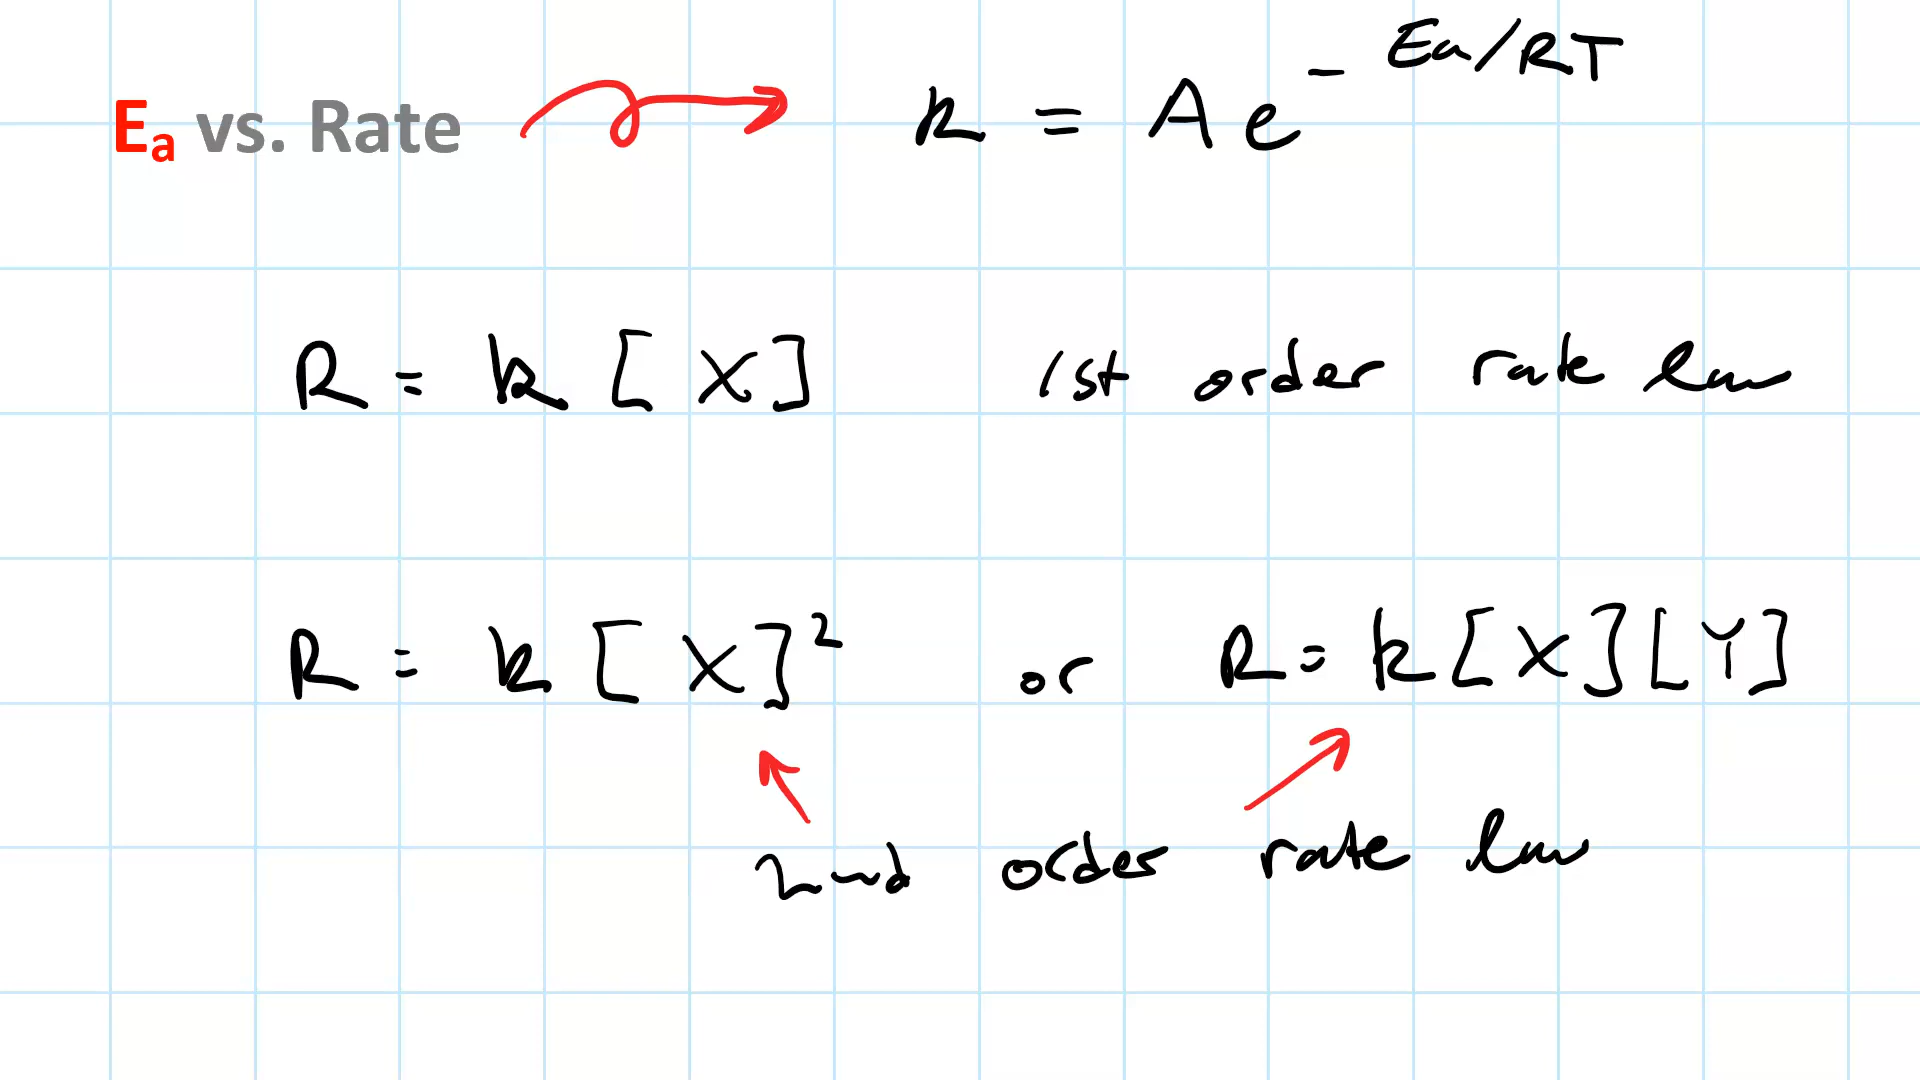 Eₐ vs. Rate k = A e^(-Ea/RT)
R = k [X] 1st order rate law
R = k [X]² or R = k[X][Y]
2nd order rate law